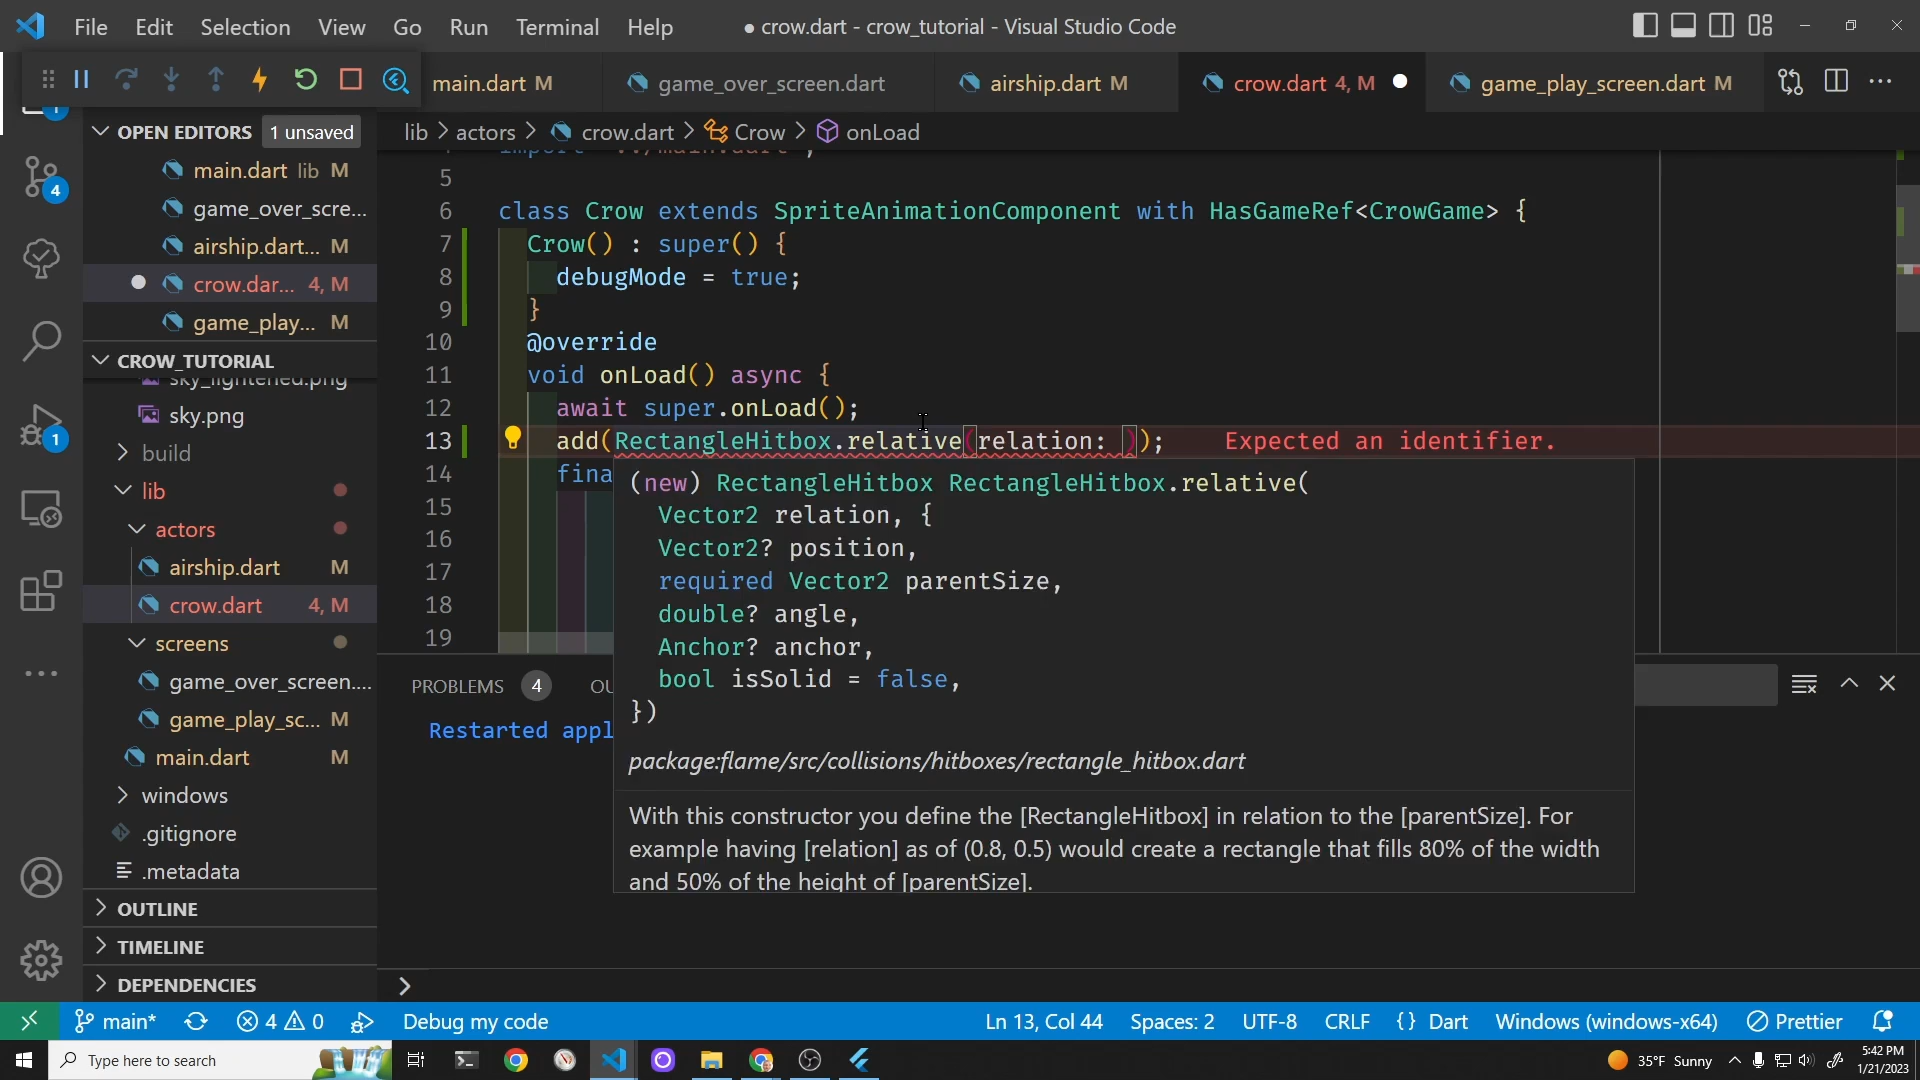 File Edit Selection View Go Run Terminal Help
● crow.dart - crow_tutorial - Visual Studio Code
main.dart M
game_over_screen.dart
airship.dart M
crow.dart 4, M
game_play_screen.dart M
OPEN EDITORS 1 unsaved
lib > actors > crow.dart > Crow > onLoad
main.dart lib M
game_over_scre...
airship.dart... M
crow.dar... 4, M
game_play... M
CROW_TUTORIAL
sky_lightened.png
sky.png
build
lib
actors
airship.dart M
crow.dart 4, M
screens
game_over_screen....
game_play_sc... M
main.dart M
windows
.gitignore
.metadata
OUTLINE
TIMELINE
DEPENDENCIES
4
1
1
import '../main.dart';
5
6 class Crow extends SpriteAnimationComponent with HasGameRef<CrowGame> {
7 Crow() : super() {
8 debugMode = true;
9 }
10 @override
11 void onLoad() async {
12 await super.onLoad();
13 add(RectangleHitbox.relative(relation: )); Expected an identifier.
14 fina
15
16
17
18
19
(new) RectangleHitbox RectangleHitbox.relative(
Vector2 relation, {
Vector2? position,
required Vector2 parentSize,
double? angle,
Anchor? anchor,
bool isSolid = false,
})
package:flame/src/collisions/hitboxes/rectangle_hitbox.dart
With this constructor you define the [RectangleHitbox] in relation to the [parentSize]. For
example having [relation] as of (0.8, 0.5) would create a rectangle that fills 80% of the width
and 50% of the height of [parentSize].
PROBLEMS 4 OU
Restarted appl
main* 4 0 Debug my code Ln 13, Col 44 Spaces: 2 UTF-8 CRLF {} Dart Windows (windows-x64) Prettier
Type here to search
35°F Sunny
5:42 PM
1/21/2023